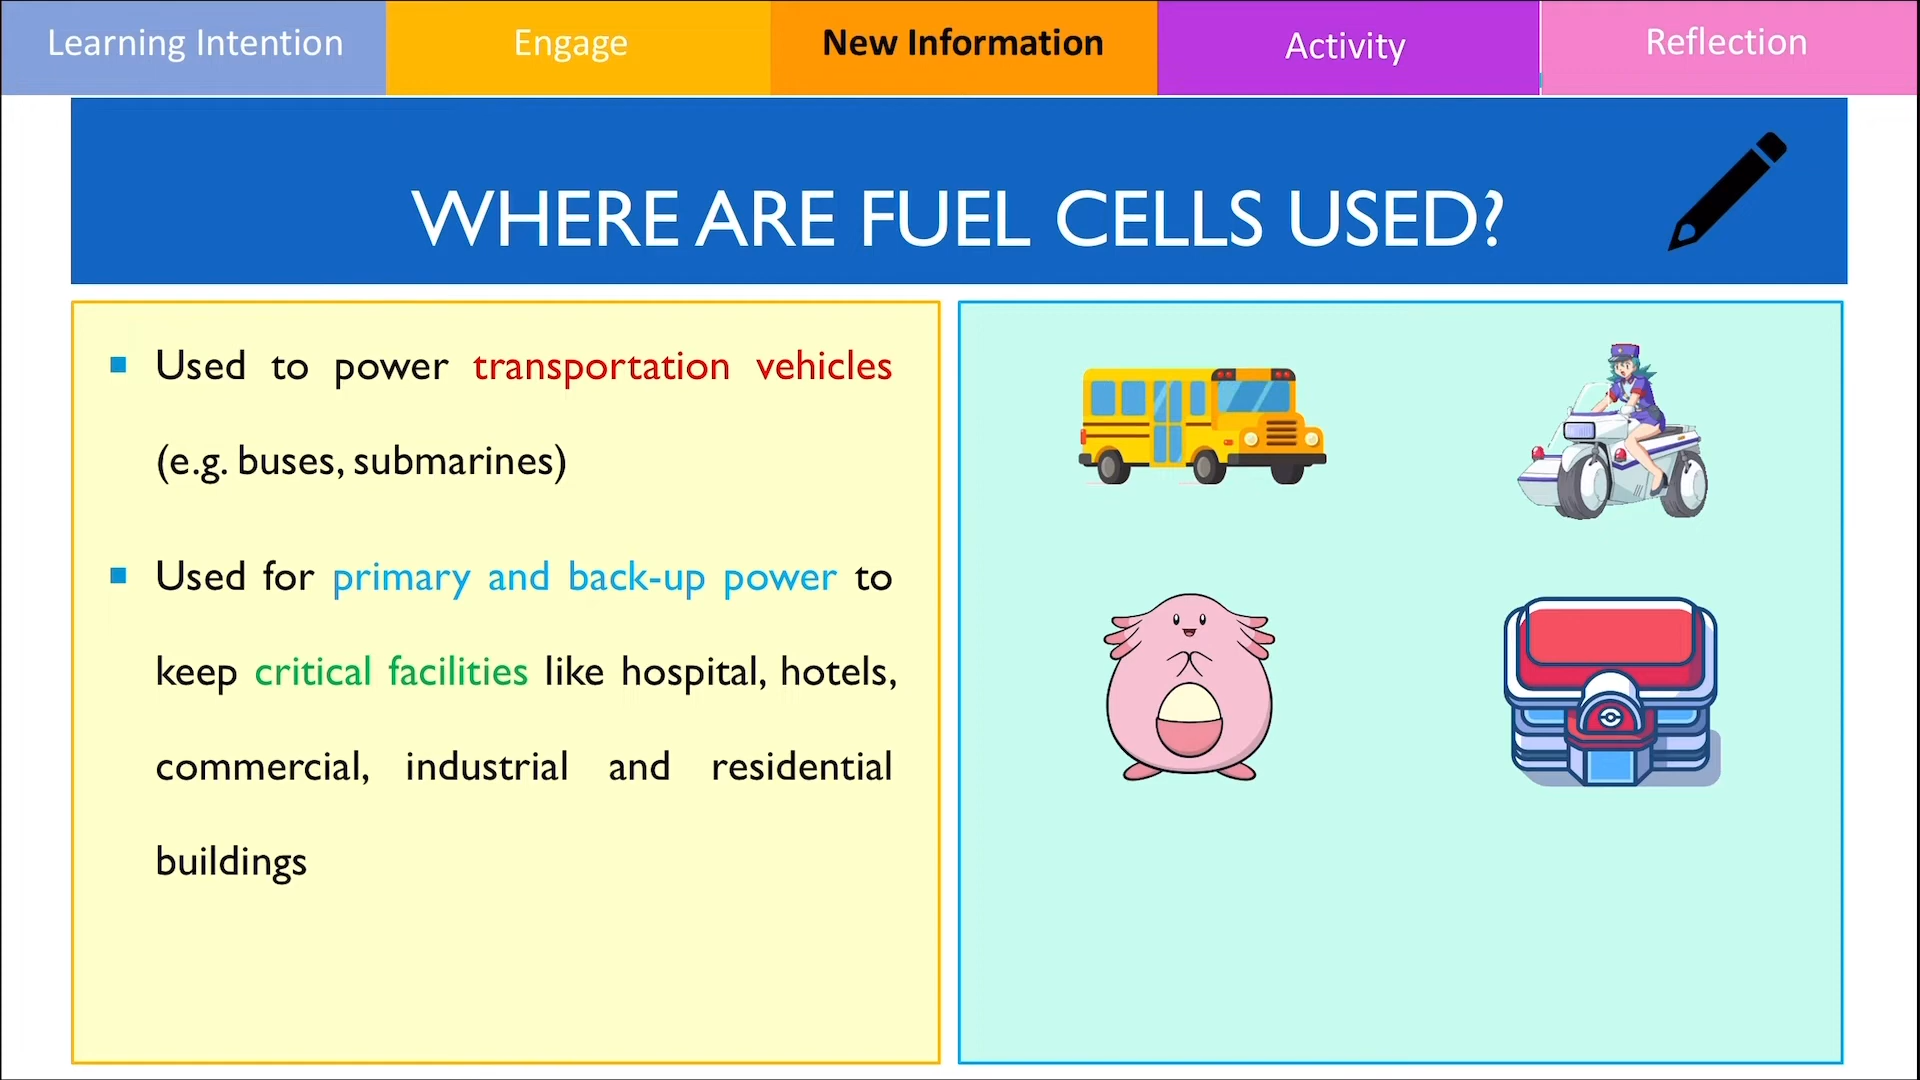 Learning Intention
Engage
New Information
Activity
Reflection
WHERE ARE FUEL CELLS USED?
Used to power transportation vehicles
(e.g. buses, submarines)
Used for primary and back-up power to
keep critical facilities like hospital, hotels,
commercial, industrial and residential
buildings